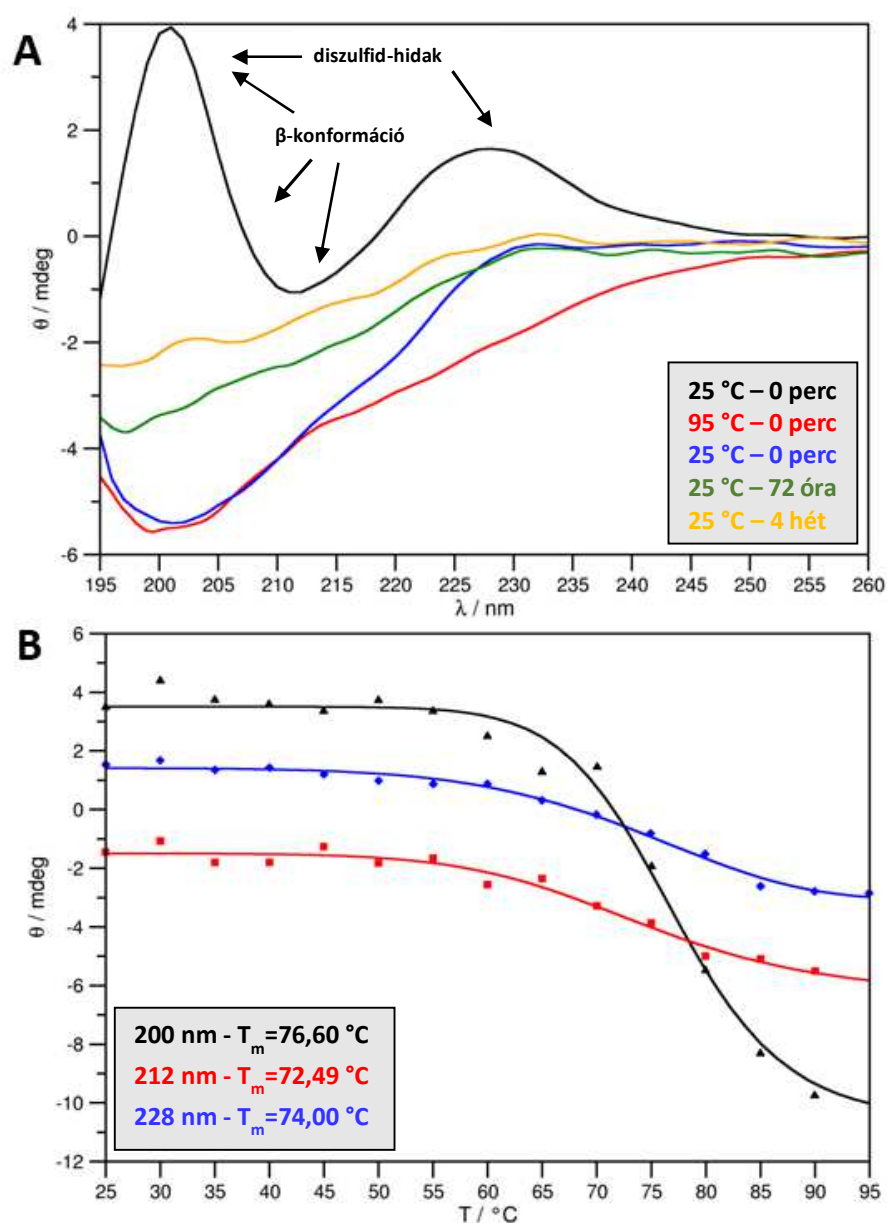 A
diszulfid-hidak
β-konformáció
4
2
0
-2
-4
-6
θ / mdeg
25 °C – 0 perc
95 °C – 0 perc
25 °C – 0 perc
25 °C – 72 óra
25 °C – 4 hét
195 200 205 210 215 220 225 230 235 240 245 250 255 260
λ / nm
B
6
4
2
0
-2
-4
-6
-8
-10
-12
θ / mdeg
200 nm - Tm=76,60 °C
212 nm - Tm=72,49 °C
228 nm - Tm=74,00 °C
25 30 35 40 45 50 55 60 65 70 75 80 85 90 95
T / °C